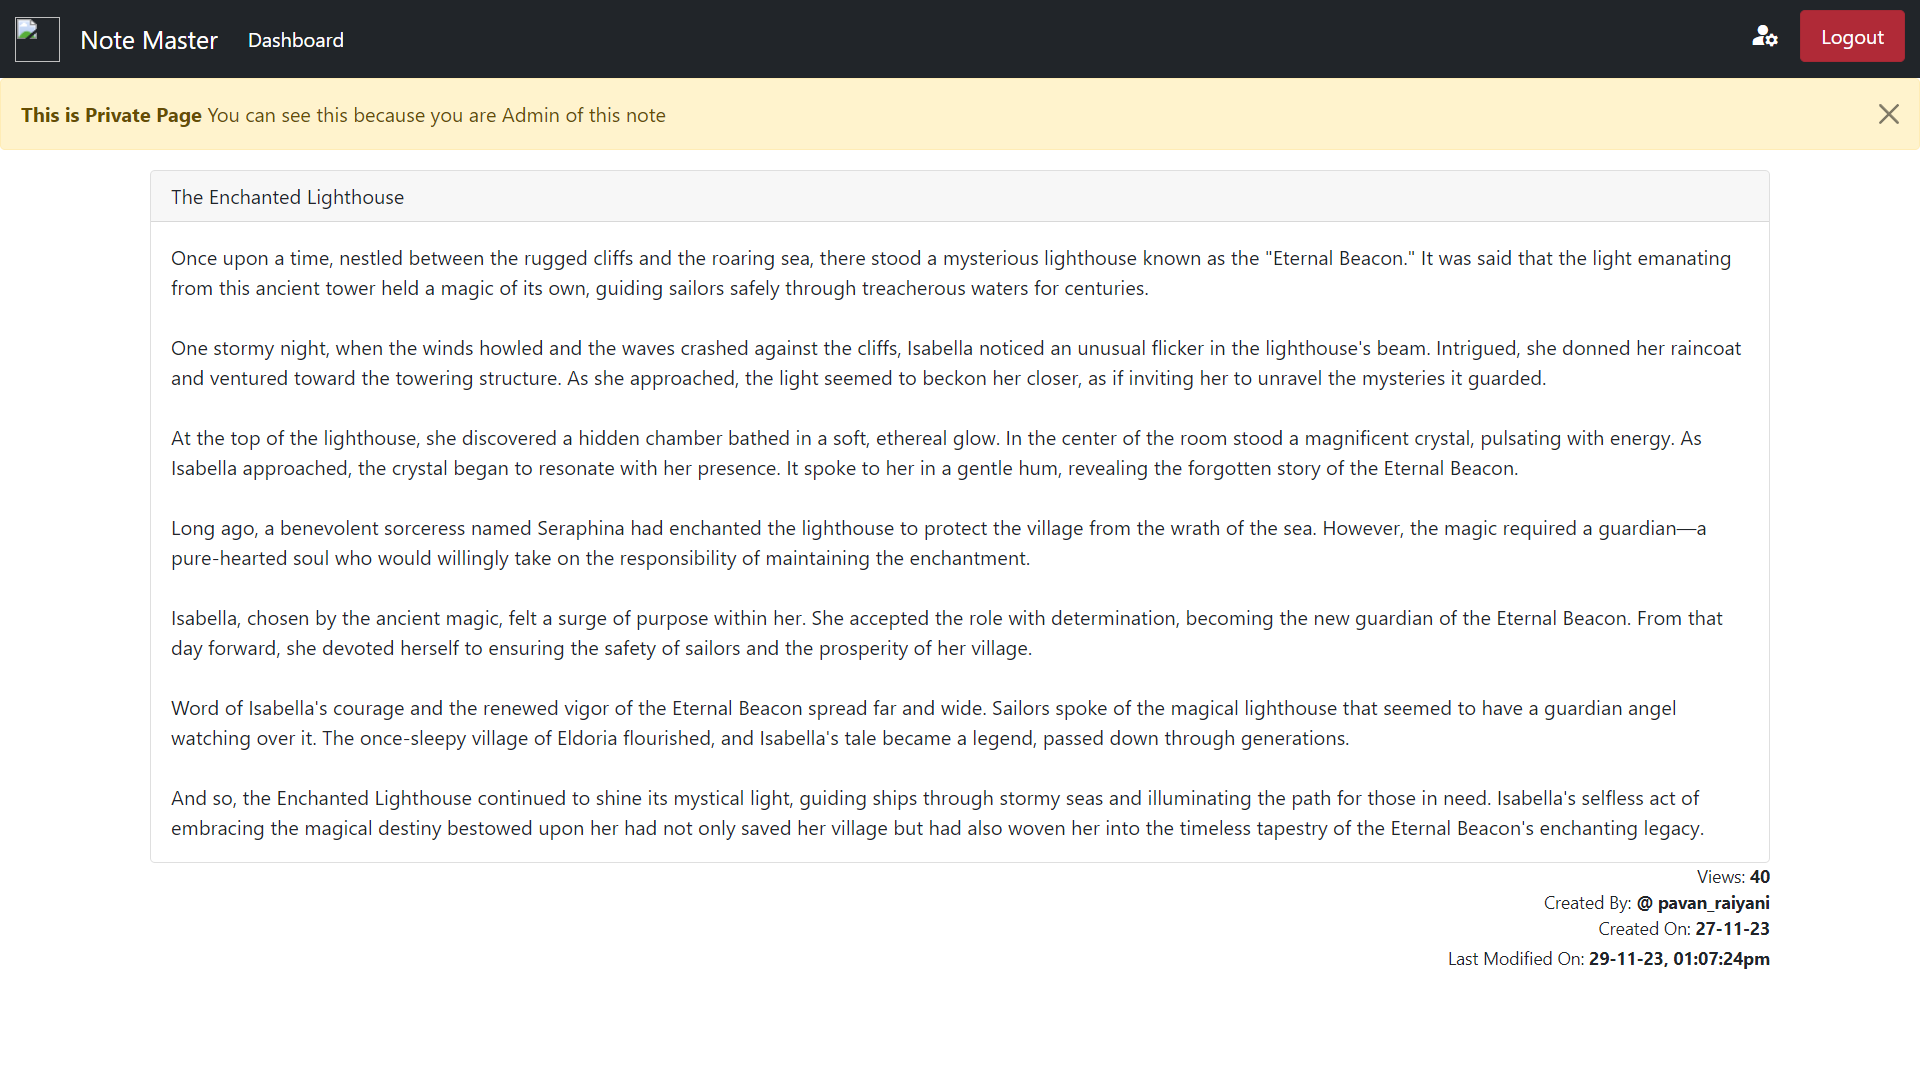 Note Master
Dashboard
Logout
This is Private Page You can see this because you are Admin of this note
The Enchanted Lighthouse
Once upon a time, nestled between the rugged cliffs and the roaring sea, there stood a mysterious lighthouse known as the "Eternal Beacon." It was said that the light emanating
from this ancient tower held a magic of its own, guiding sailors safely through treacherous waters for centuries.
One stormy night, when the winds howled and the waves crashed against the cliffs, Isabella noticed an unusual flicker in the lighthouse's beam. Intrigued, she donned her raincoat
and ventured toward the towering structure. As she approached, the light seemed to beckon her closer, as if inviting her to unravel the mysteries it guarded.
At the top of the lighthouse, she discovered a hidden chamber bathed in a soft, ethereal glow. In the center of the room stood a magnificent crystal, pulsating with energy. As
Isabella approached, the crystal began to resonate with her presence. It spoke to her in a gentle hum, revealing the forgotten story of the Eternal Beacon.
Long ago, a benevolent sorceress named Seraphina had enchanted the lighthouse to protect the village from the wrath of the sea. However, the magic required a guardian—a
pure-hearted soul who would willingly take on the responsibility of maintaining the enchantment.
Isabella, chosen by the ancient magic, felt a surge of purpose within her. She accepted the role with determination, becoming the new guardian of the Eternal Beacon. From that
day forward, she devoted herself to ensuring the safety of sailors and the prosperity of her village.
Word of Isabella's courage and the renewed vigor of the Eternal Beacon spread far and wide. Sailors spoke of the magical lighthouse that seemed to have a guardian angel
watching over it. The once-sleepy village of Eldoria flourished, and Isabella's tale became a legend, passed down through generations.
And so, the Enchanted Lighthouse continued to shine its mystical light, guiding ships through stormy seas and illuminating the path for those in need. Isabella's selfless act of
embracing the magical destiny bestowed upon her had not only saved her village but had also woven her into the timeless tapestry of the Eternal Beacon's enchanting legacy.
Views: 40
Created By: @ pavan_raiyani
Created On: 27-11-23
Last Modified On: 29-11-23, 01:07:24pm